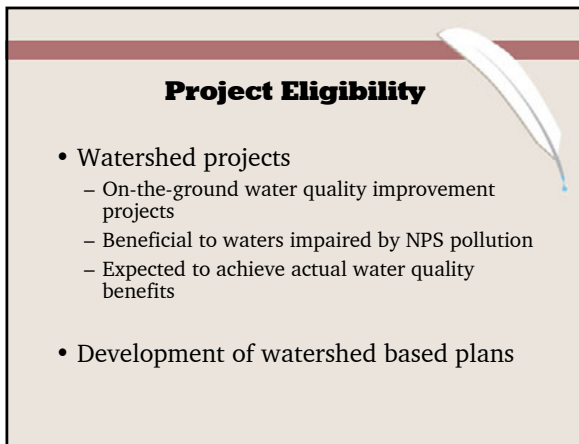 Project Eligibility
• Watershed projects
– On-the-ground water quality improvement
projects
– Beneficial to waters impaired by NPS pollution
– Expected to achieve actual water quality
benefits
• Development of watershed based plans